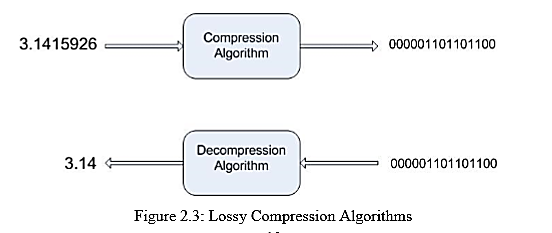 3.1415926
Compression
Algorithm
000001101101100
3.14
Decompression
Algorithm
000001101101100
Figure 2.3: Lossy Compression Algorithms